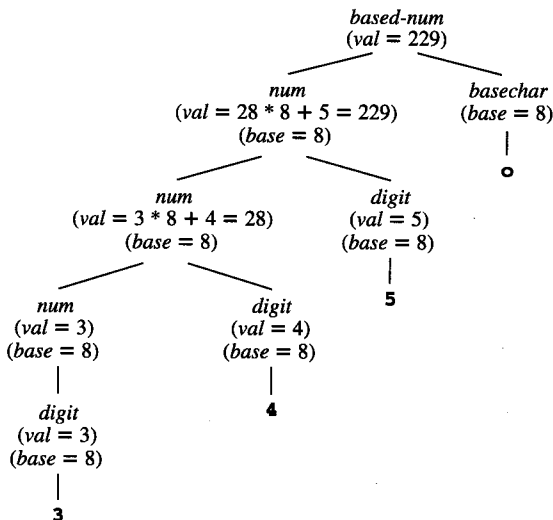 based-num
(val = 229)
num
(val = 28 * 8 + 5 = 229)
(base = 8)
basechar
(base = 8)
o
num
(val = 3 * 8 + 4 = 28)
(base = 8)
digit
(val = 5)
(base = 8)
5
num
(val = 3)
(base = 8)
digit
(val = 4)
(base = 8)
4
digit
(val = 3)
(base = 8)
3